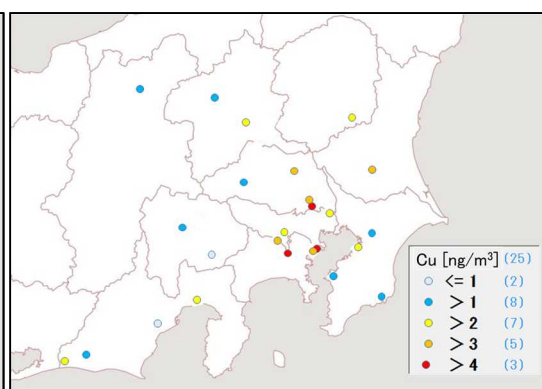 Cu [ng/m³] (25)
<= 1 (2)
> 1 (8)
> 2 (7)
> 3 (5)
> 4 (3)